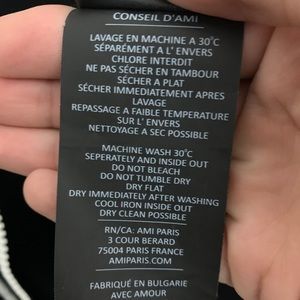 CONSEIL D'AMI
LAVAGE EN MACHINE A 30°C
SÉPARÉMENT A L' ENVERS
CHLORE INTERDIT
NE PAS SÉCHER EN TAMBOUR
SÉCHER A PLAT
SÉCHER IMMEDIATEMENT APRES
LAVAGE
REPASSAGE A FAIBLE TEMPERATURE
SUR L' ENVERS
NETTOYAGE A SEC POSSIBLE
MACHINE WASH 30°C
SEPERATELY AND INSIDE OUT
DO NOT BLEACH
DO NOT TUMBLE DRY
DRY FLAT
DRY IMMEDIATELY AFTER WASHING
COOL IRON INSIDE OUT
DRY CLEAN POSSIBLE
RN/CA: AMI PARIS
3 COUR BERARD
75004 PARIS FRANCE
AMIPARIS.COM
FABRIQUÉ EN BULGARIE
AVEC AMOUR